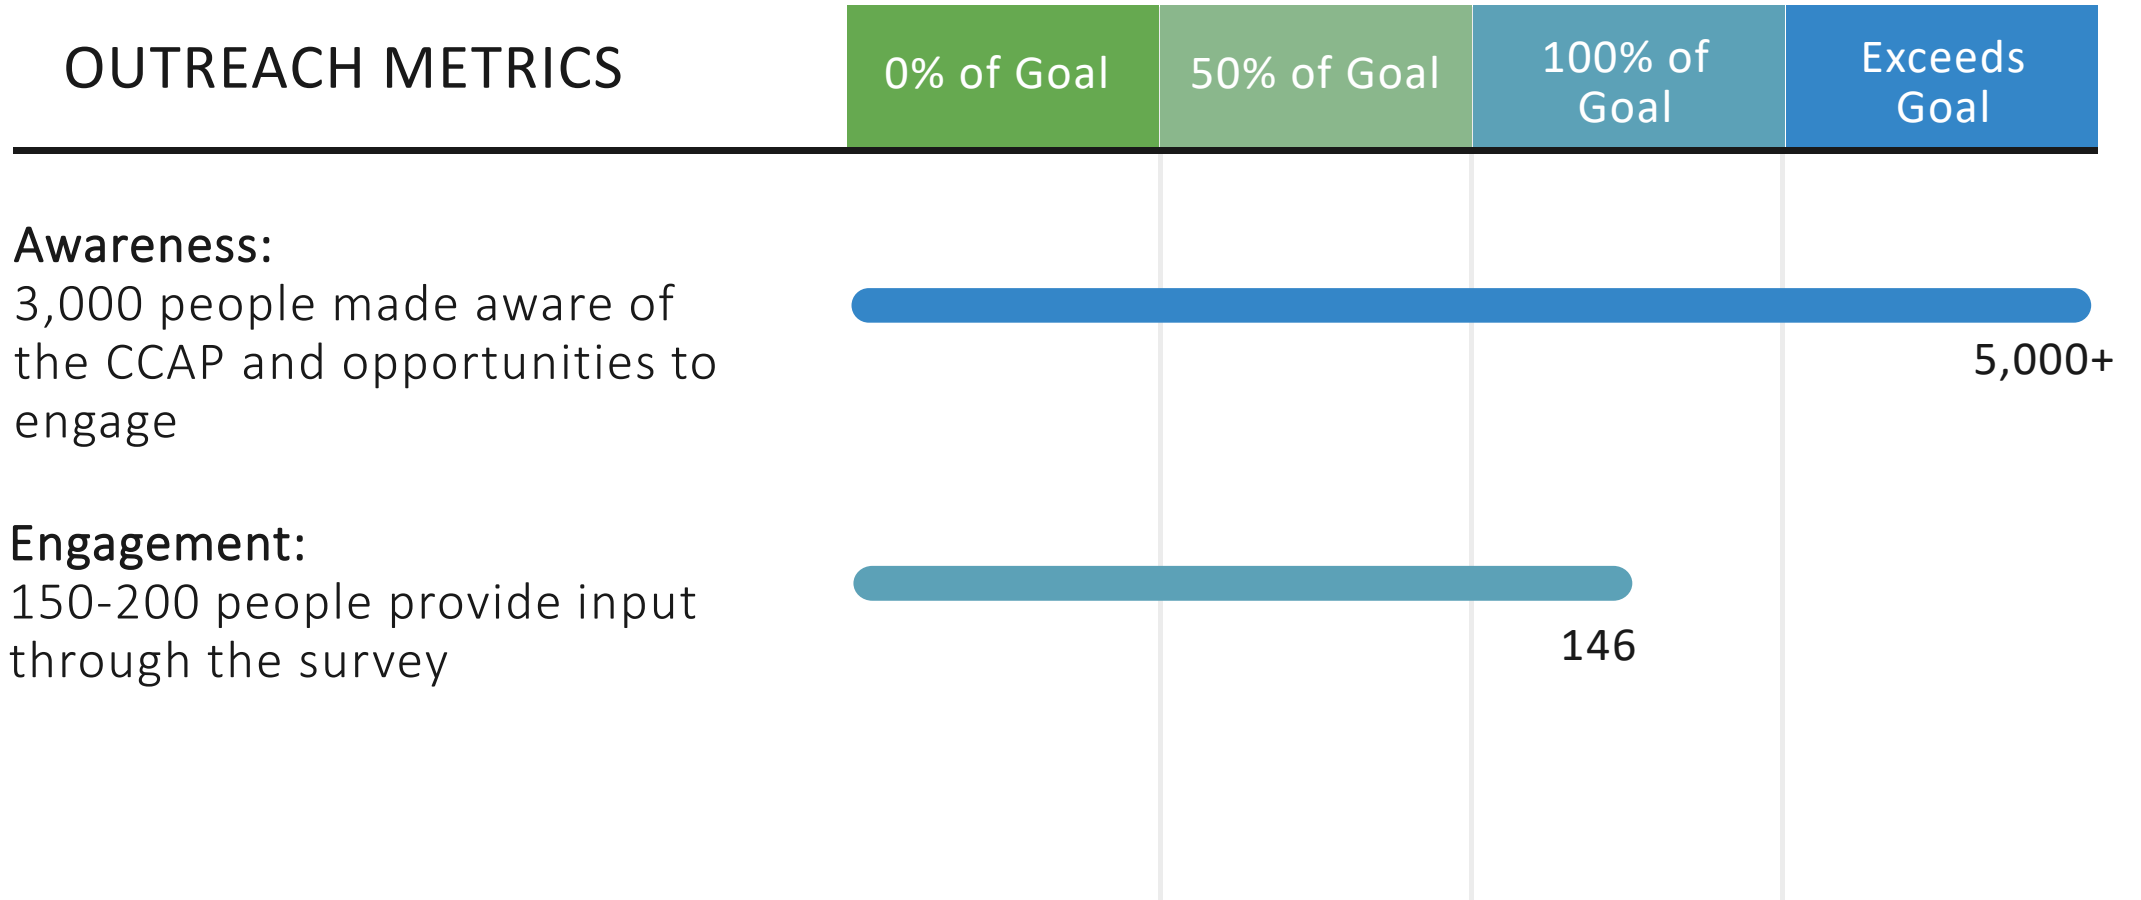 OUTREACH METRICS
0% of Goal
50% of Goal
100% of
Goal
Exceeds
Goal
Awareness:
3,000 people made aware of
the CCAP and opportunities to
engage
5,000+
Engagement:
150-200 people provide input
through the survey
146